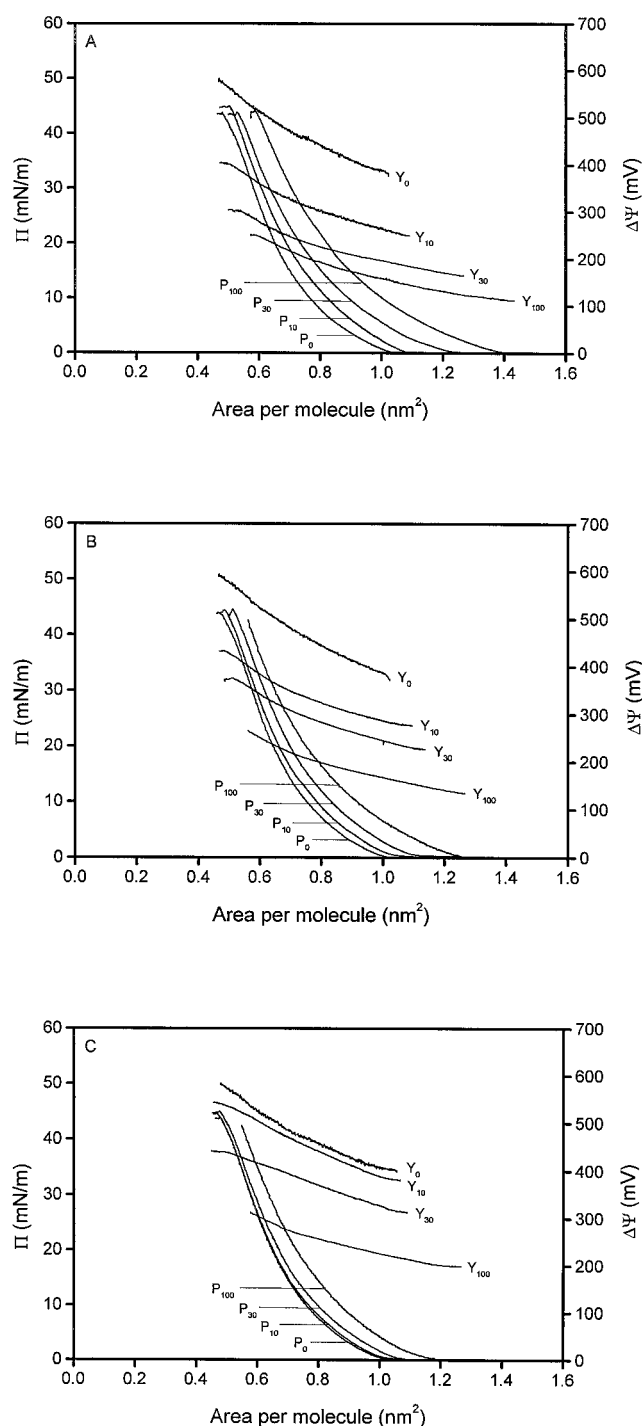 A
60
50
40
30
20
10
0
Π (mN/m)
700
600
500
400
300
200
100
0
ΔΨ (mV)
Y0
Y10
Y30
Y100
P100
P30
P10
P0
0.0 0.2 0.4 0.6 0.8 1.0 1.2 1.4 1.6
Area per molecule (nm²)
B
60
50
40
30
20
10
0
Π (mN/m)
700
600
500
400
300
200
100
0
ΔΨ (mV)
Y0
Y10
Y30
Y100
P100
P30
P10
P0
0.0 0.2 0.4 0.6 0.8 1.0 1.2 1.4 1.6
Area per molecule (nm²)
C
60
50
40
30
20
10
0
Π (mN/m)
700
600
500
400
300
200
100
0
ΔΨ (mV)
Y0
Y10
Y30
Y100
P100
P30
P10
P0
0.0 0.2 0.4 0.6 0.8 1.0 1.2 1.4 1.6
Area per molecule (nm²)